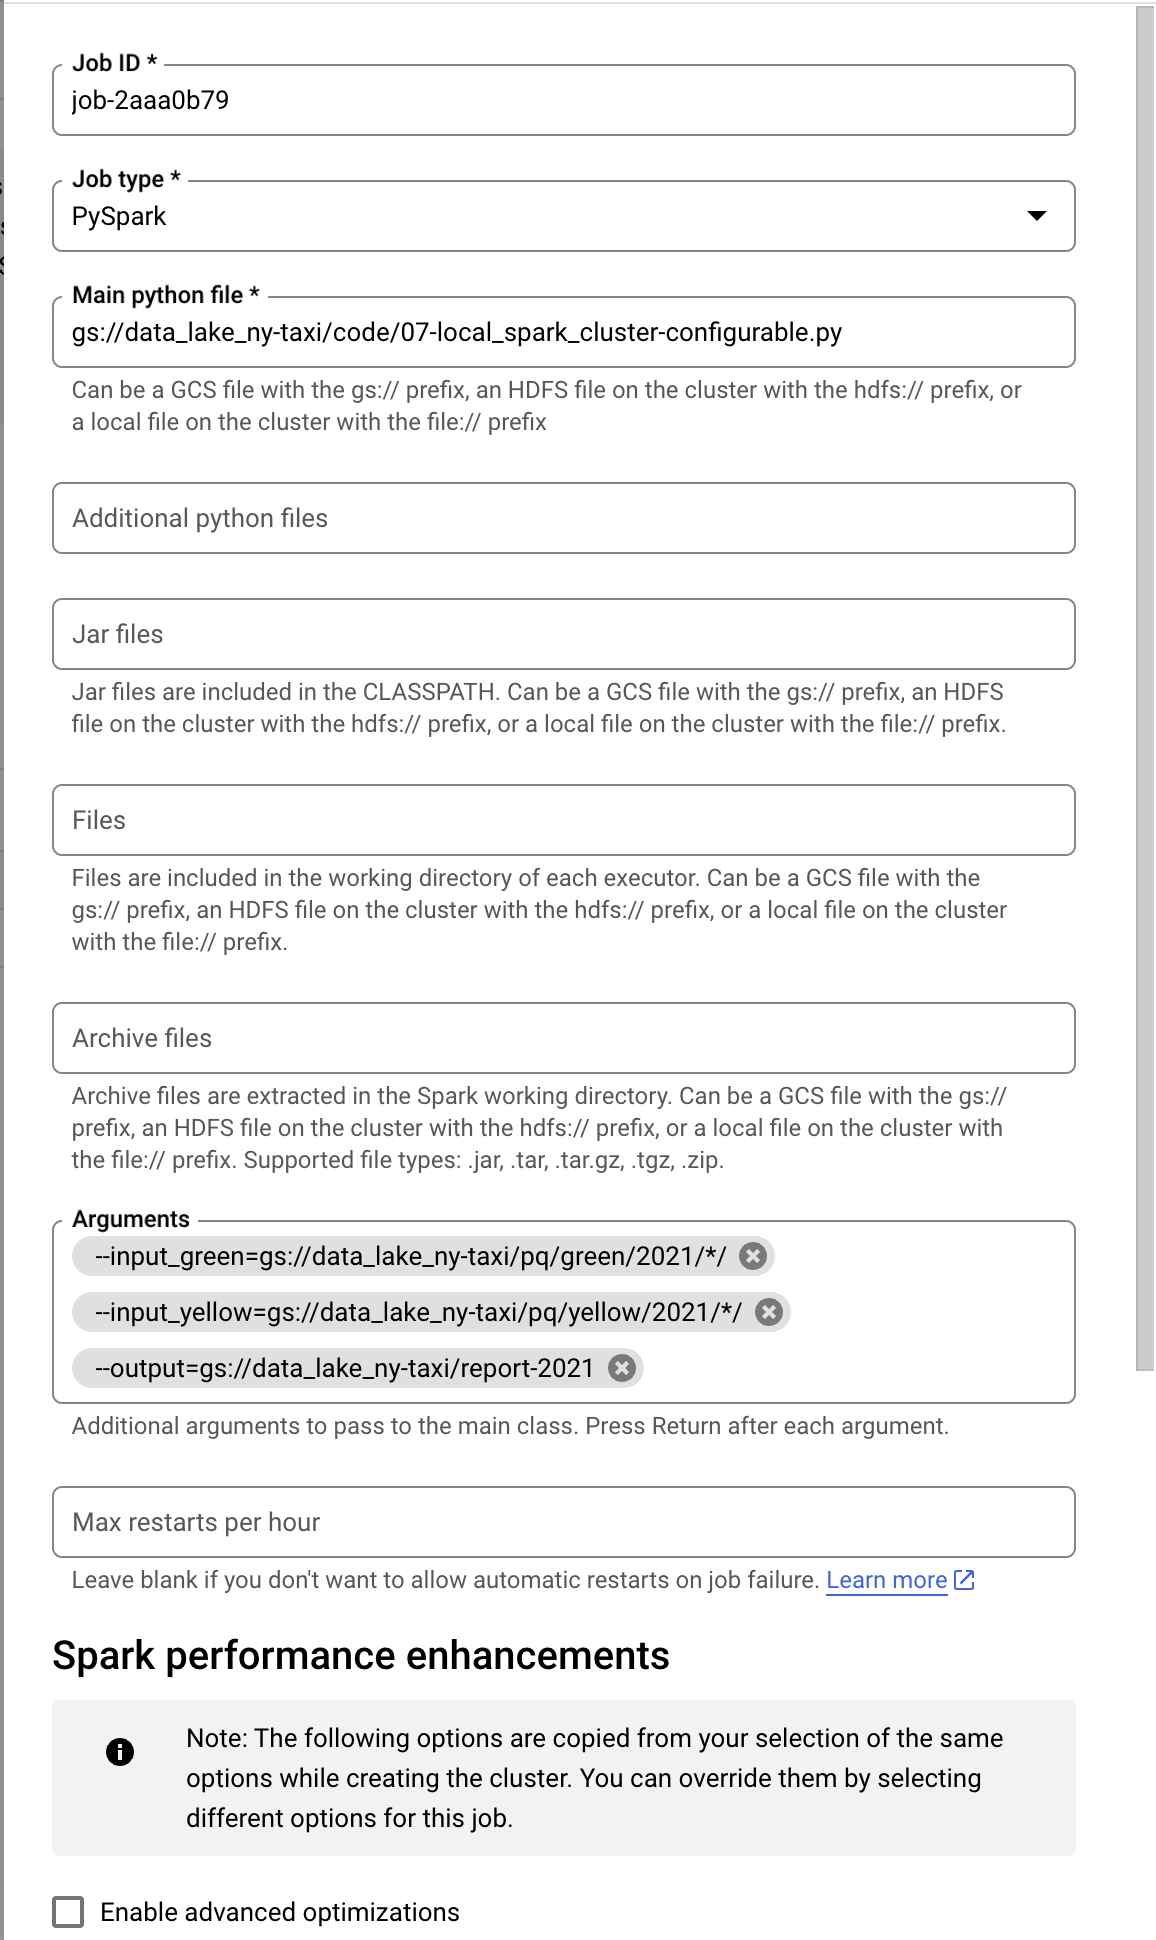 Job ID *
job-2aaa0b79
Job type *
PySpark
Main python file *
gs://data_lake_ny-taxi/code/07-local_spark_cluster-configurable.py
Can be a GCS file with the gs:// prefix, an HDFS file on the cluster with the hdfs:// prefix, or
a local file on the cluster with the file:// prefix
Additional python files
Jar files
Jar files are included in the CLASSPATH. Can be a GCS file with the gs:// prefix, an HDFS
file on the cluster with the hdfs:// prefix, or a local file on the cluster with the file:// prefix.
Files
Files are included in the working directory of each executor. Can be a GCS file with the
gs:// prefix, an HDFS file on the cluster with the hdfs:// prefix, or a local file on the cluster
with the file:// prefix.
Archive files
Archive files are extracted in the Spark working directory. Can be a GCS file with the gs://
prefix, an HDFS file on the cluster with the hdfs:// prefix, or a local file on the cluster with
the file:// prefix. Supported file types: .jar, .tar, .tar.gz, .tgz, .zip.
Arguments
--input_green=gs://data_lake_ny-taxi/pq/green/2021/*/
--input_yellow=gs://data_lake_ny-taxi/pq/yellow/2021/*/
--output=gs://data_lake_ny-taxi/report-2021
Additional arguments to pass to the main class. Press Return after each argument.
Max restarts per hour
Leave blank if you don't want to allow automatic restarts on job failure. Learn more
Spark performance enhancements
Note: The following options are copied from your selection of the same
options while creating the cluster. You can override them by selecting
different options for this job.
Enable advanced optimizations